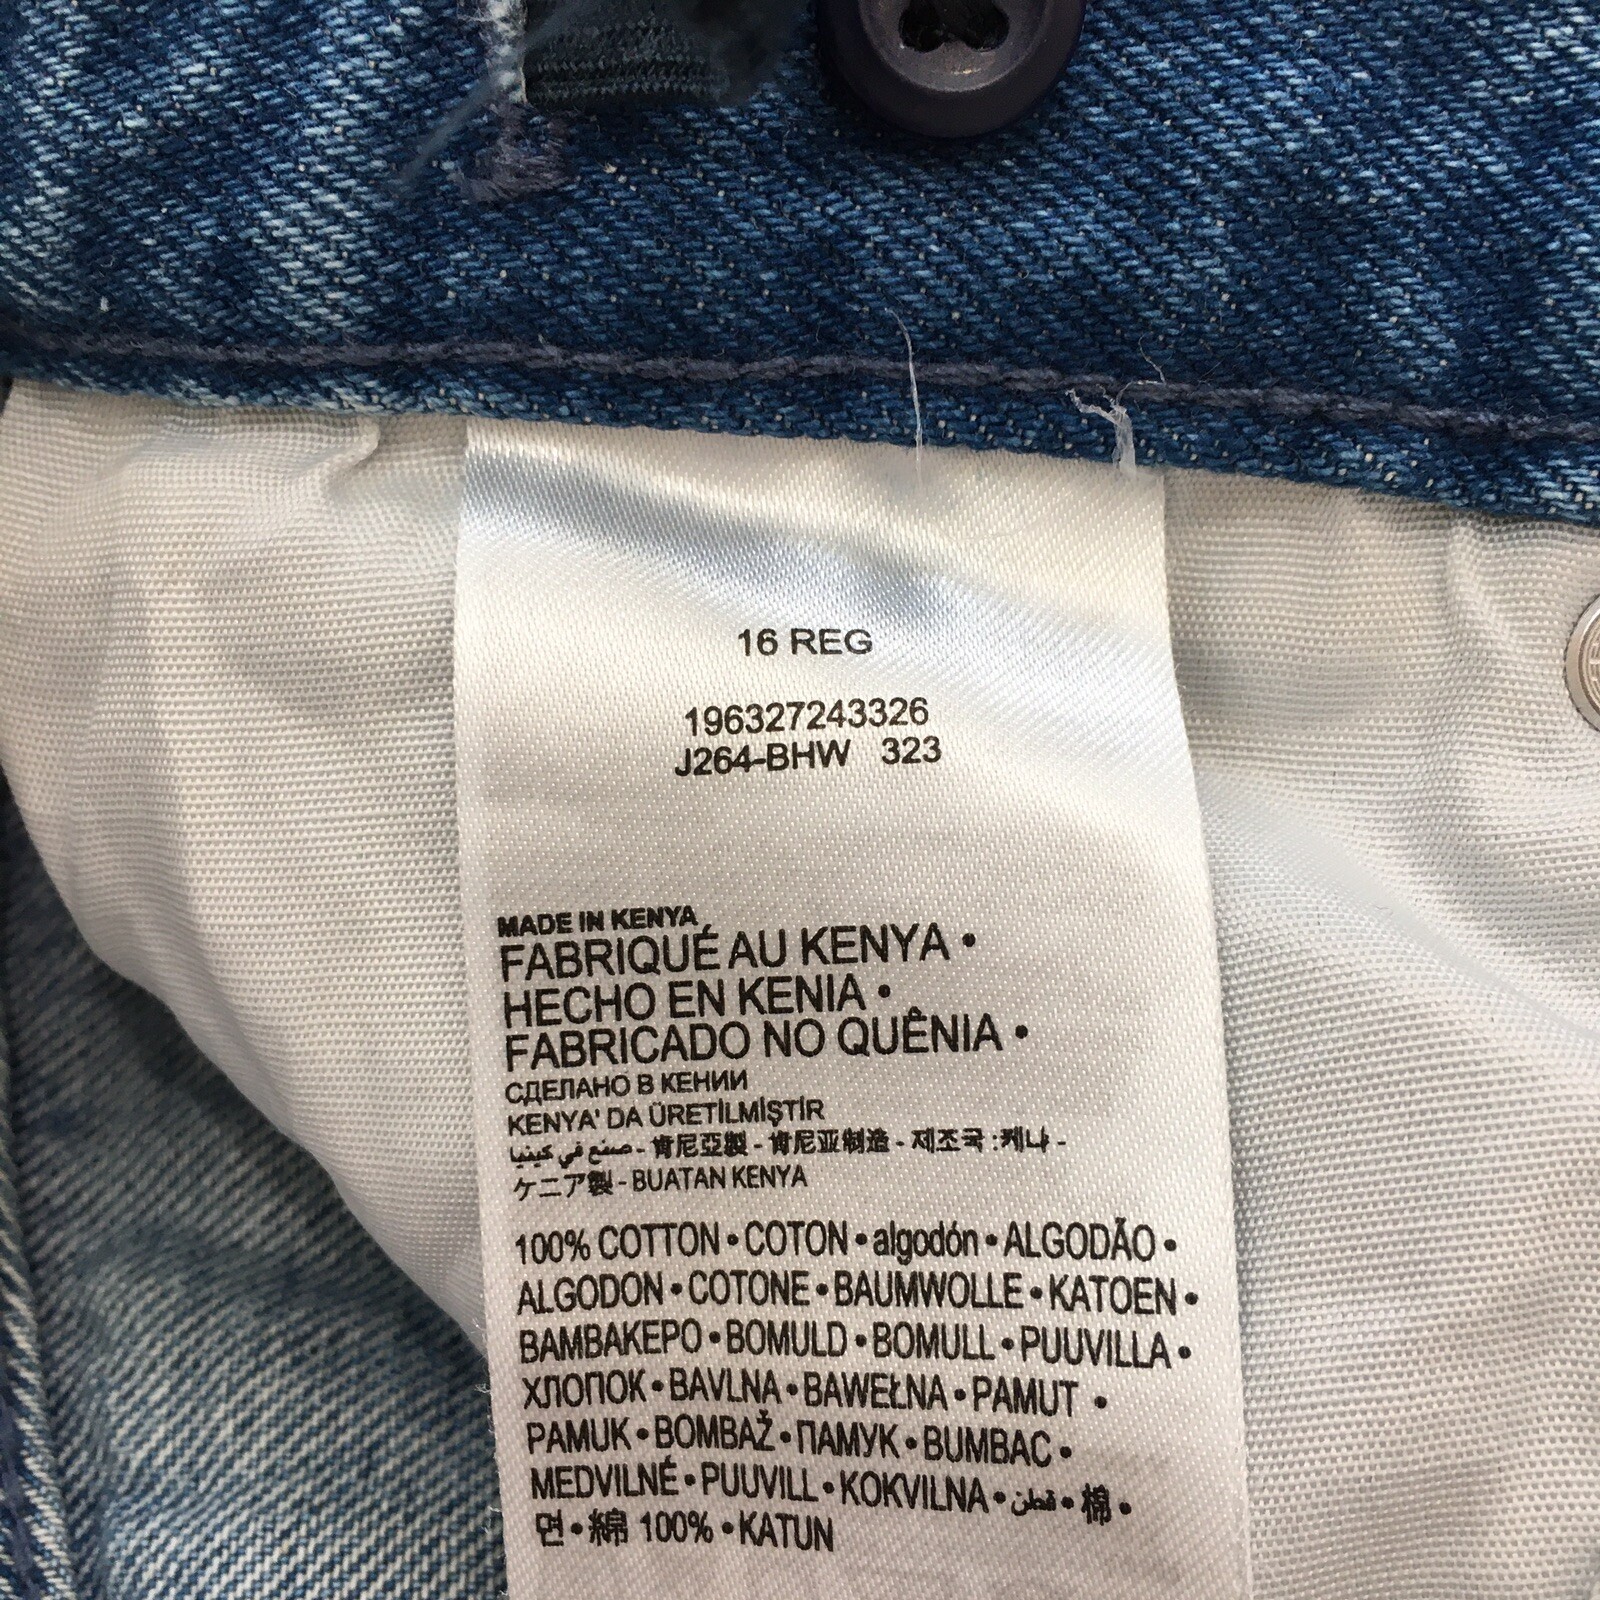 16 REG
196327243326
J264-BHW 323
MADE IN KENYA
FABRIQUÉ AU KENYA •
HECHO EN KENIA •
FABRICADO NO QUÊNIA •
СДЕЛАНО В КЕНИИ
KENYA' DA ÜRETİLMİŞTİR
صنع في كينيا - 肯尼亞製 - 肯尼亚制造 - 제조국 :케냐 -
ケニア製 - BUATAN KENYA
100% COTTON • COTON • algodón • ALGODÃO •
ALGODON • COTONE • BAUMWOLLE • KATOEN •
BAMBAKEPO • BOMULD • BOMULL • PUUVILLA •
ХЛОПОК • BAVLNA • BAWEŁNA • PAMUT •
PAMUK • BOMBAŽ • ПАМУК • BUMBAC •
MEDVILNÉ • PUUVILL • KOKVILNA • قطن • 棉 •
면 • 綿 100% • KATUN